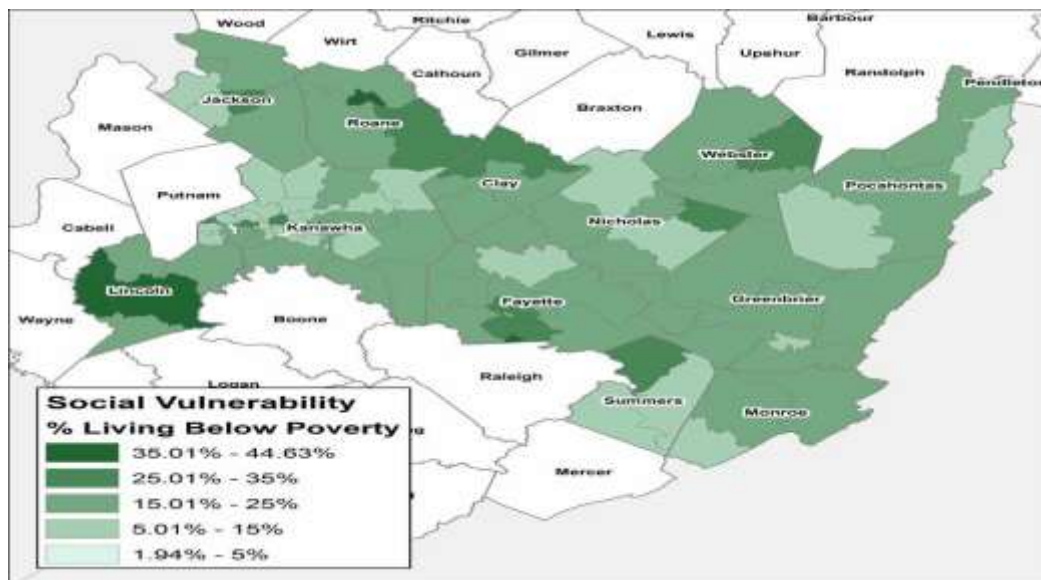 Wood
Ritchie
Barbour
Wirt
Lewis
Gilmer
Upshur
Calhoun
Randolph
Pendleton
Jackson
Braxton
Mason
Roane
Webster
Clay
Pocahontas
Putnam
Nicholas
Cabell
Kanawha
Lincoln
Fayette
Greenbrier
Wayne
Boone
Raleigh
Logan
Summers
Monroe
Mercer
Social Vulnerability
% Living Below Poverty
35.01% - 44.63%
25.01% - 35%
15.01% - 25%
5.01% - 15%
1.94% - 5%